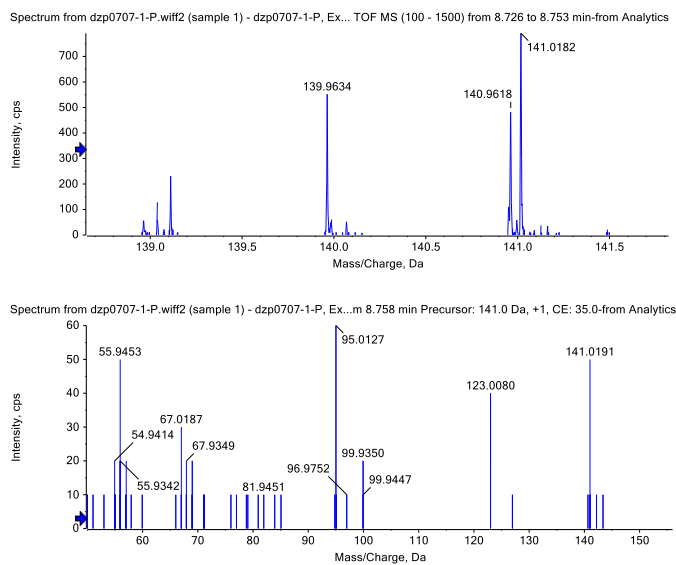 Spectrum from dzp0707-1-P.wiff2 (sample 1) - dzp0707-1-P, Ex... TOF MS (100 - 1500) from 8.726 to 8.753 min-from Analytics
141.0182
700
139.9634
600
140.9618
500
400
300
200
100
0
139.0 139.5 140.0 140.5 141.0 141.5
Mass/Charge, Da
Intensity, cps
Spectrum from dzp0707-1-P.wiff2 (sample 1) - dzp0707-1-P, Ex...m 8.758 min Precursor: 141.0 Da, +1, CE: 35.0-from Analytics
60
95.0127
55.9453 141.0191
50
123.0080
40
67.0187
30
54.9414 67.9349
99.9350
20
96.9752
55.9342 81.9451 99.9447
10
0
60 70 80 90 100 110 120 130 140 150
Mass/Charge, Da
Intensity, cps